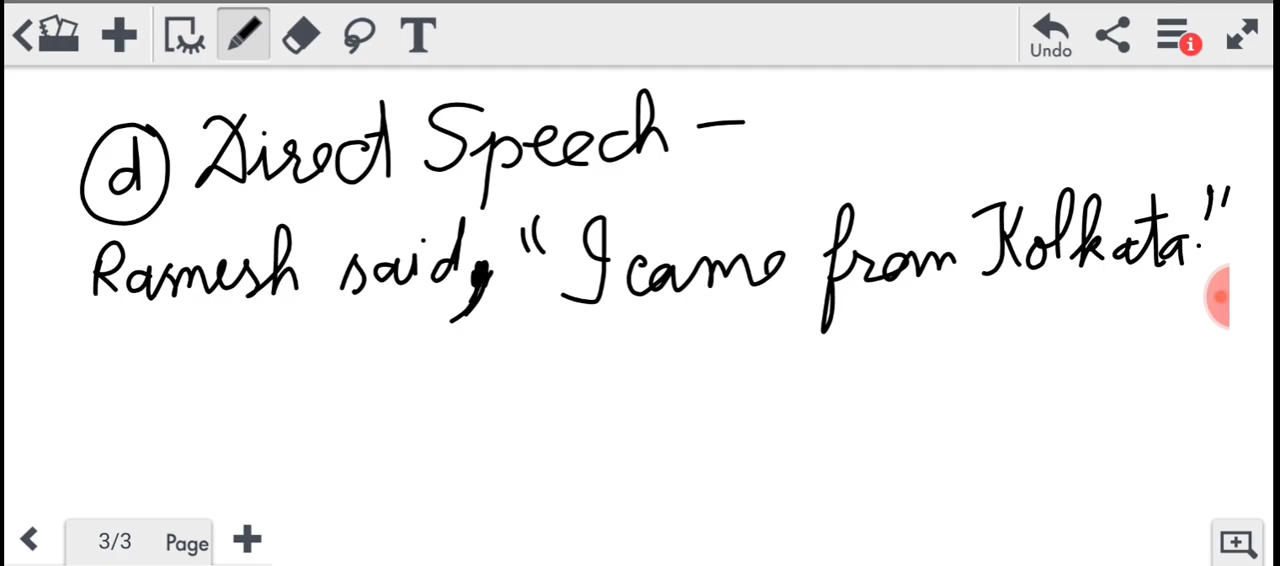 T
Undo
i
d Direct Speech -
Ramesh said, "I came from Kolkata."
3/3 Page